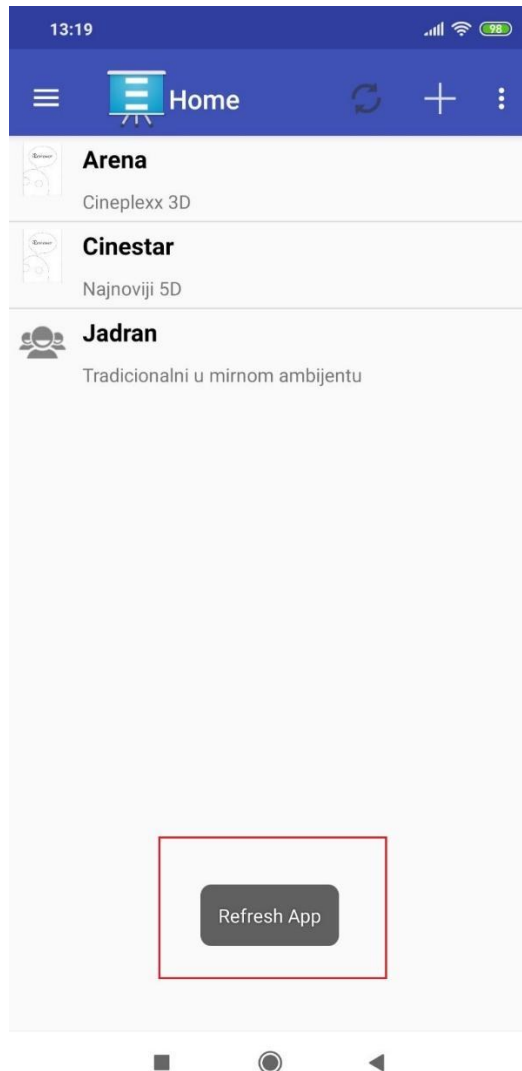 13:19
98
Home
Arena
Cineplexx 3D
Cinestar
Najnoviji 5D
Jadran
Tradicionalni u mirnom ambijentu
Refresh App